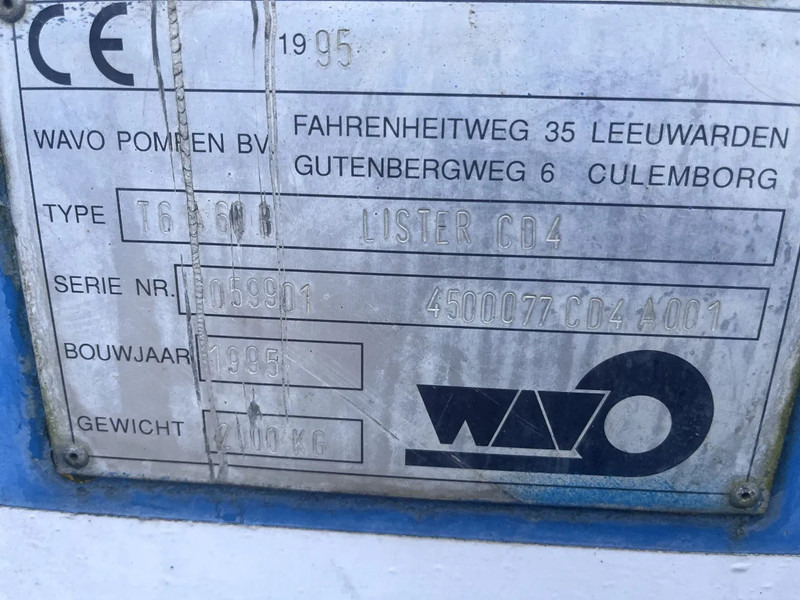 CE 1995
WAVO POMPEN BV FAHRENHEITWEG 35 LEEUWARDEN
GUTENBERGWEG 6 CULEMBORG
TYPE LISTER CD4
SERIE NR. 059901 4500077 CD4 A001
BOUWJAAR 1995
GEWICHT KG
WAVO